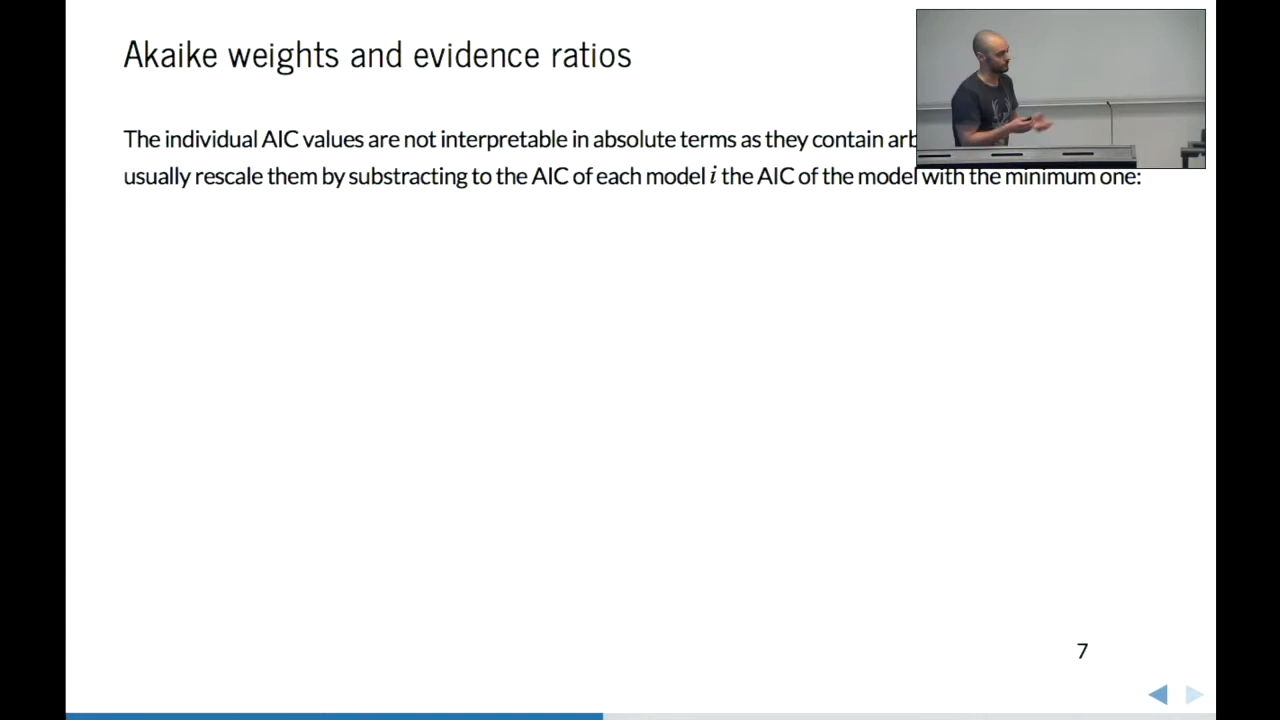 Akaike weights and evidence ratios
The individual AIC values are not interpretable in absolute terms as they contain
usually rescale them by substracting to the AIC of each model i the AIC of the model with the minimum one:
7